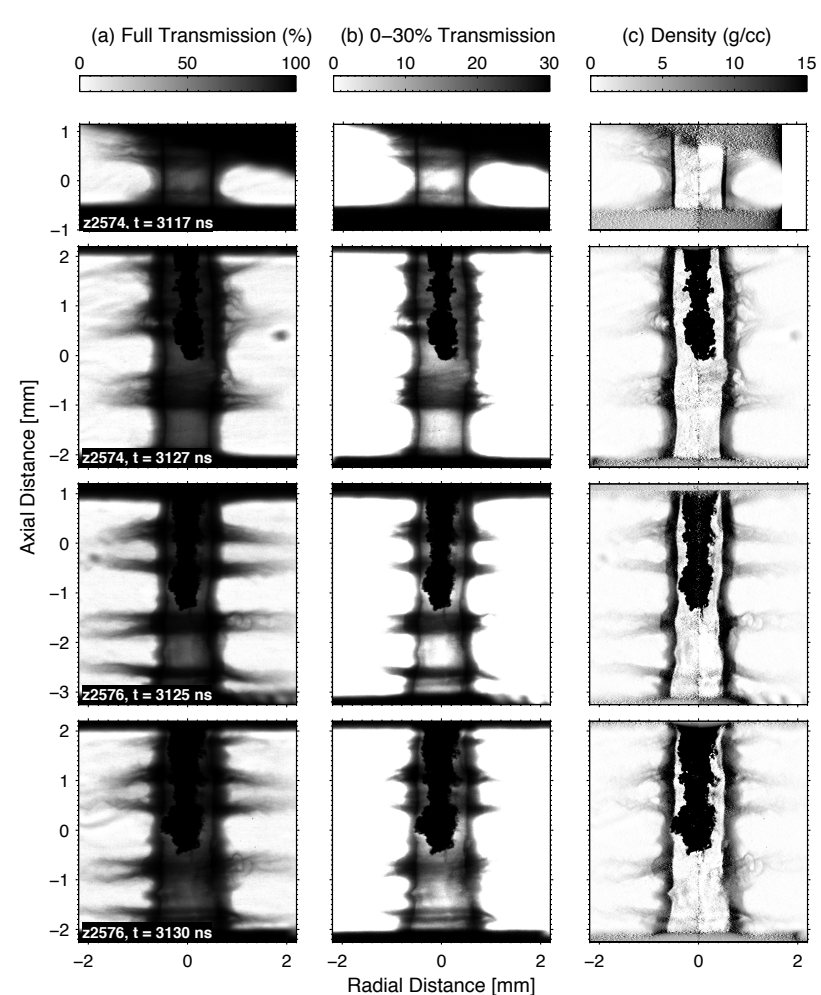 (a) Full Transmission (%)
(b) 0–30% Transmission
(c) Density (g/cc)
0 50 100
0 10 20 30
0 5 10 15
1
0
−1
z2574, t = 3117 ns
2
1
0
−1
−2
z2574, t = 3127 ns
Axial Distance [mm]
1
0
−1
−2
−3
z2576, t = 3125 ns
2
1
0
−1
−2
z2576, t = 3130 ns
−2 0 2
−2 0 2
−2 0 2
Radial Distance [mm]